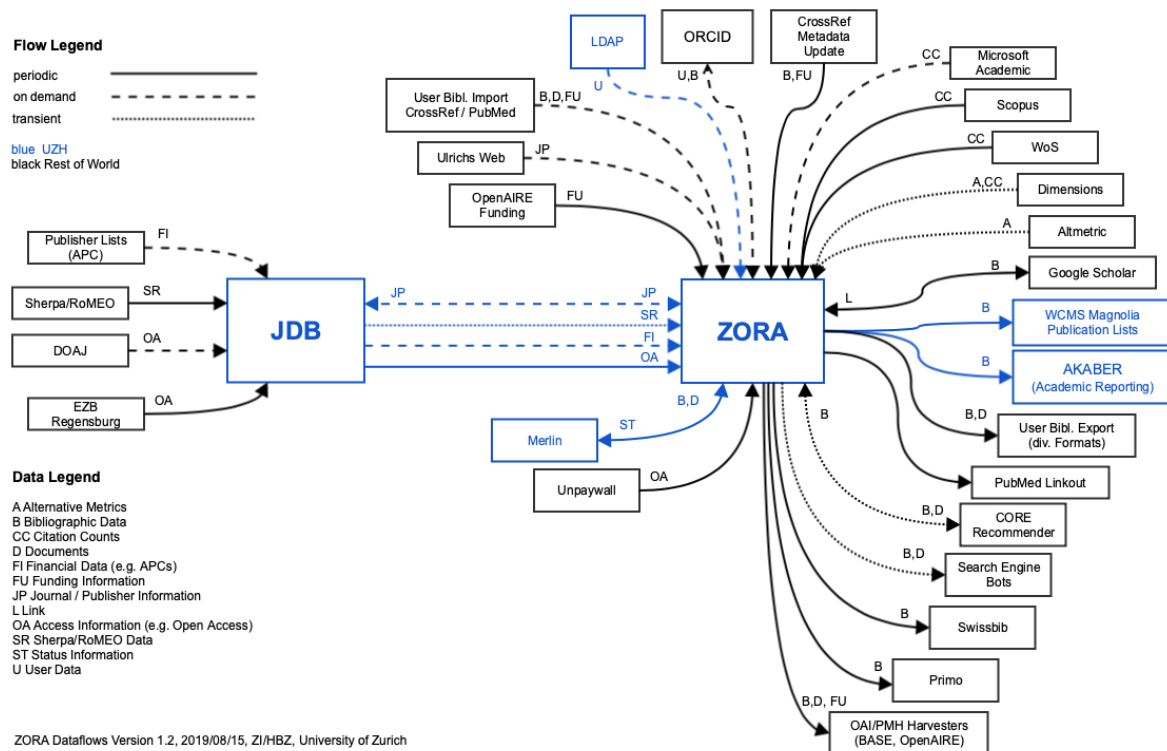 Flow Legend
periodic
on demand
transient
blue UZH
black Rest of World
LDAP
U
ORCID
U,B
CrossRef
Metadata
Update
B,FU
CC
Microsoft
Academic
CC
Scopus
CC
WoS
A,CC
Dimensions
A
Altmetric
User Bibl. Import
CrossRef / PubMed
B,D,FU
Ulrichs Web
JP
OpenAIRE
Funding
FU
Publisher Lists
(APC)
FI
Sherpa/RoMEO
SR
DOAJ
OA
EZB
Regensburg
OA
JDB
JP
JP
SR
FI
OA
ZORA
L
B
Google Scholar
B
WCMS Magnolia
Publication Lists
B
AKABER
(Academic Reporting)
B,D
User Bibl. Export
(div. Formats)
PubMed Linkout
B
B,D
CORE
Recommender
B,D
Search Engine
Bots
B
Swissbib
B
Primo
B,D, FU
OAI/PMH Harvesters
(BASE, OpenAIRE)
Merlin
ST
B,D
Unpaywall
OA
Data Legend
A Alternative Metrics
B Bibliographic Data
CC Citation Counts
D Documents
FI Financial Data (e.g. APCs)
FU Funding Information
JP Journal / Publisher Information
L Link
OA Access Information (e.g. Open Access)
SR Sherpa/RoMEO Data
ST Status Information
U User Data
ZORA Dataflows Version 1.2, 2019/08/15, ZI/HBZ, University of Zurich